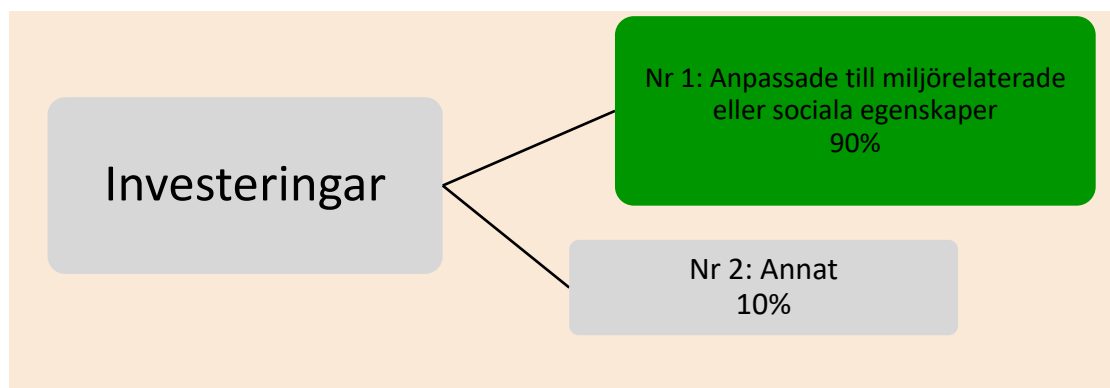 Investeringar
Nr 1: Anpassade till miljörelaterade
eller sociala egenskaper
90%
Nr 2: Annat
10%